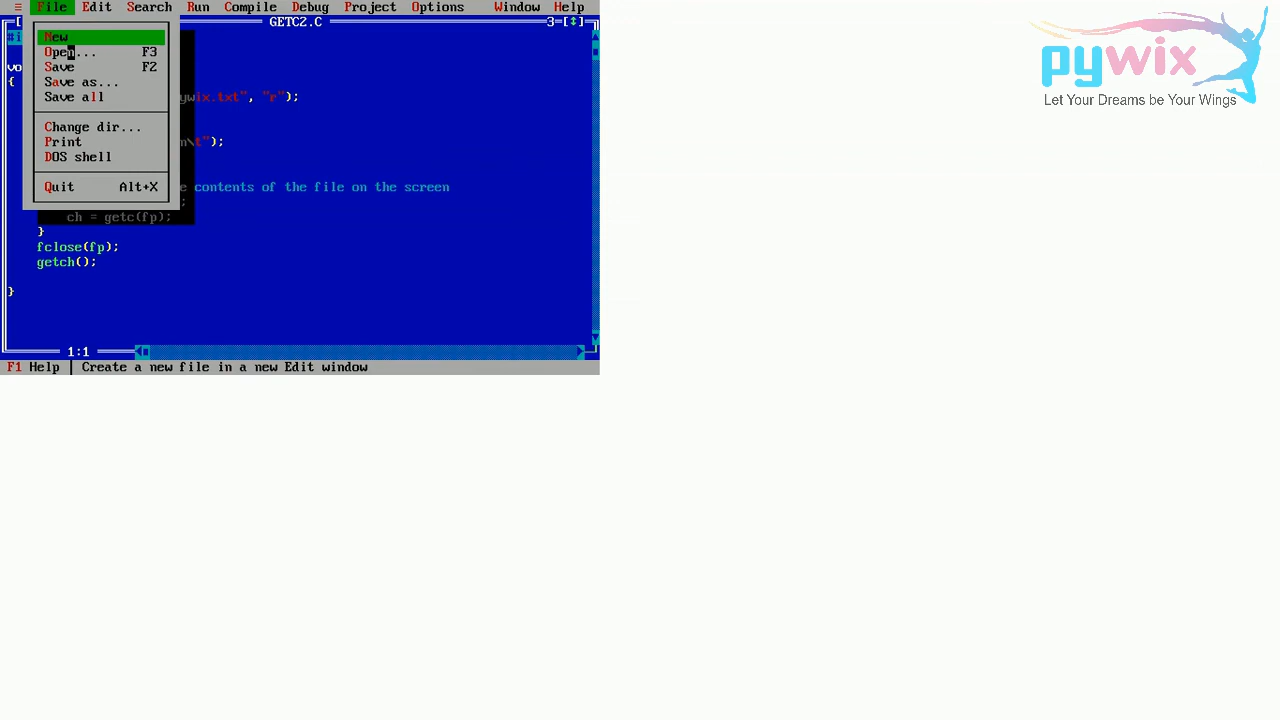 ≡ File Edit Search Run Compile Debug Project Options Window Help
GETC2.C 3=[↕]
New
Open... F3
Save F2
Save as...
Save all
Change dir...
Print
DOS shell
Quit Alt+X
#i
vo
{
ywix.txt", "r");
n\t");
e contents of the file on the screen
;
ch = getc(fp);
}
fclose(fp);
getch();
}
1:1
F1 Help | Create a new file in a new Edit window
pywix
Let Your Dreams be Your Wings